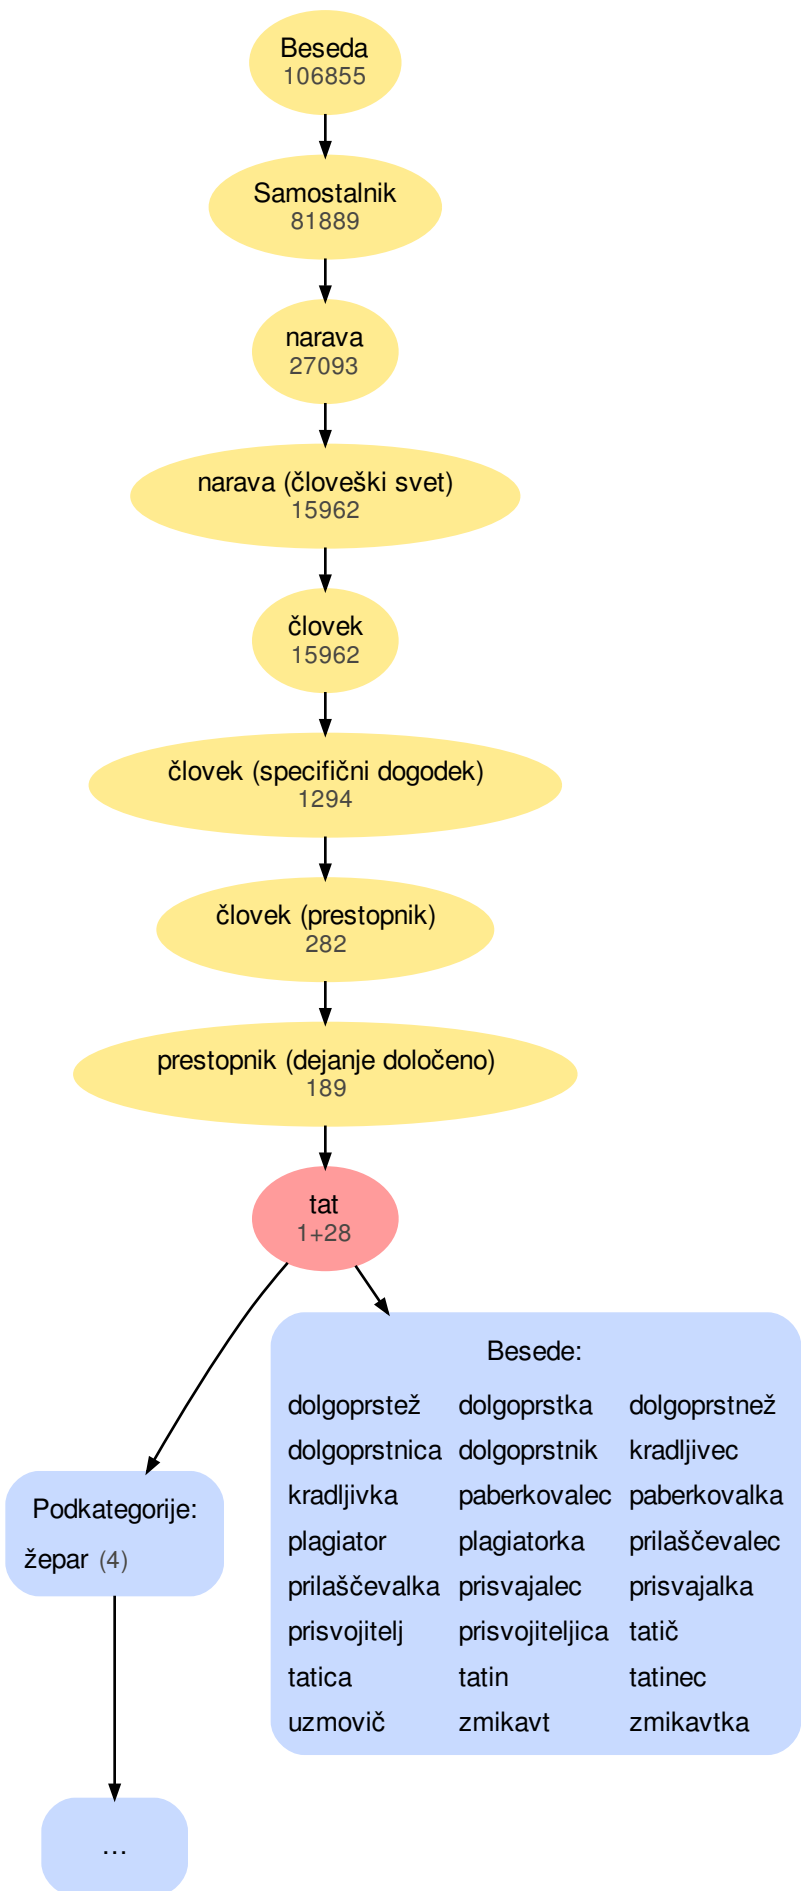 Beseda
106855
Samostalnik
81889
narava
27093
narava (človeški svet)
15962
človek
15962
človek (specifični dogodek)
1294
človek (prestopnik)
282
prestopnik (dejanje določeno)
189
tat
1+28
Besede:
dolgoprstež dolgoprstka dolgoprstnež
dolgoprstnica dolgoprstnik kradljivec
kradljivka paberkovalec paberkovalka
plagiator plagiatorka prilaščevalec
prilaščevalka prisvajalec prisvajalka
prisvojitelj prisvojiteljica tatič
tatica tatin tatinec
uzmovič zmikavt zmikavtka
Podkategorije:
žepar (4)
...